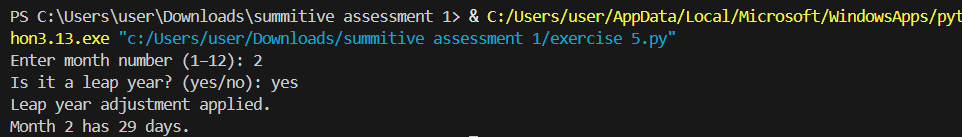 PS C:\Users\user\Downloads\summitive assessment 1> & C:/Users/user/AppData/Local/Microsoft/WindowsApps/pyt
hon3.13.exe "c:/Users/user/Downloads/summitive assessment 1/exercise 5.py"
Enter month number (1–12): 2
Is it a leap year? (yes/no): yes
Leap year adjustment applied.
Month 2 has 29 days.